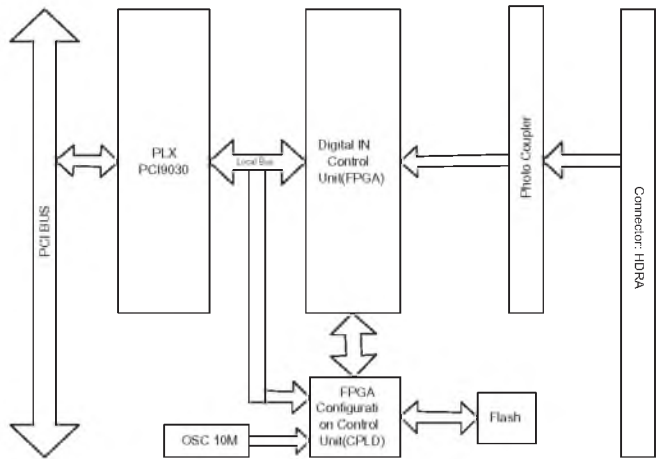 PCI BUS
PLX
PCI9030
Local Bus
Digital IN
Control
Unit(FPGA)
Photo Coupler
Connector: HDRA
FPGA
Configurati
on Control
Unit(CPLD)
OSC 10M
Flash